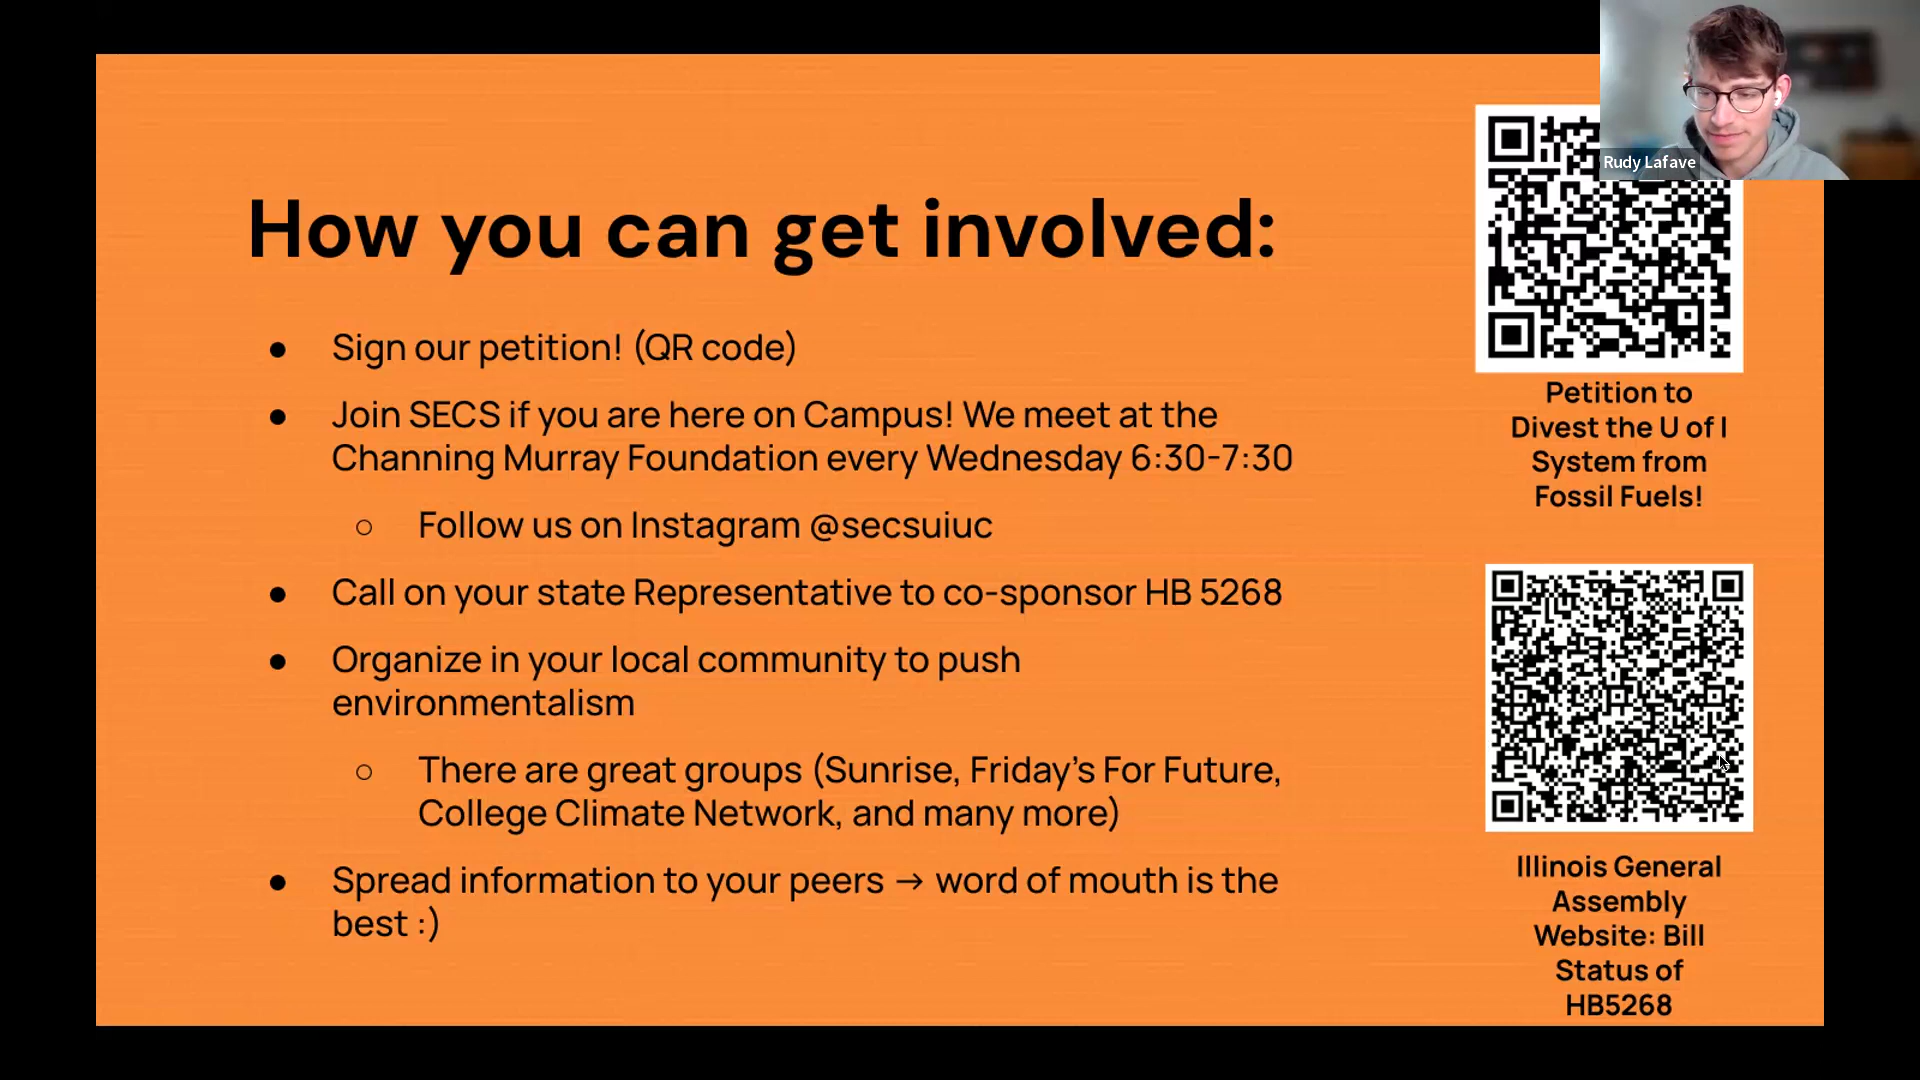 Rudy Lafave
How you can get involved:
● Sign our petition! (QR code)
● Join SECS if you are here on Campus! We meet at the
Channing Murray Foundation every Wednesday 6:30-7:30
○ Follow us on Instagram @secsuiuc
● Call on your state Representative to co-sponsor HB 5268
● Organize in your local community to push
environmentalism
○ There are great groups (Sunrise, Friday's For Future,
College Climate Network, and many more)
● Spread information to your peers → word of mouth is the
best :)
Petition to
Divest the U of I
System from
Fossil Fuels!
Illinois General
Assembly
Website: Bill
Status of
HB5268